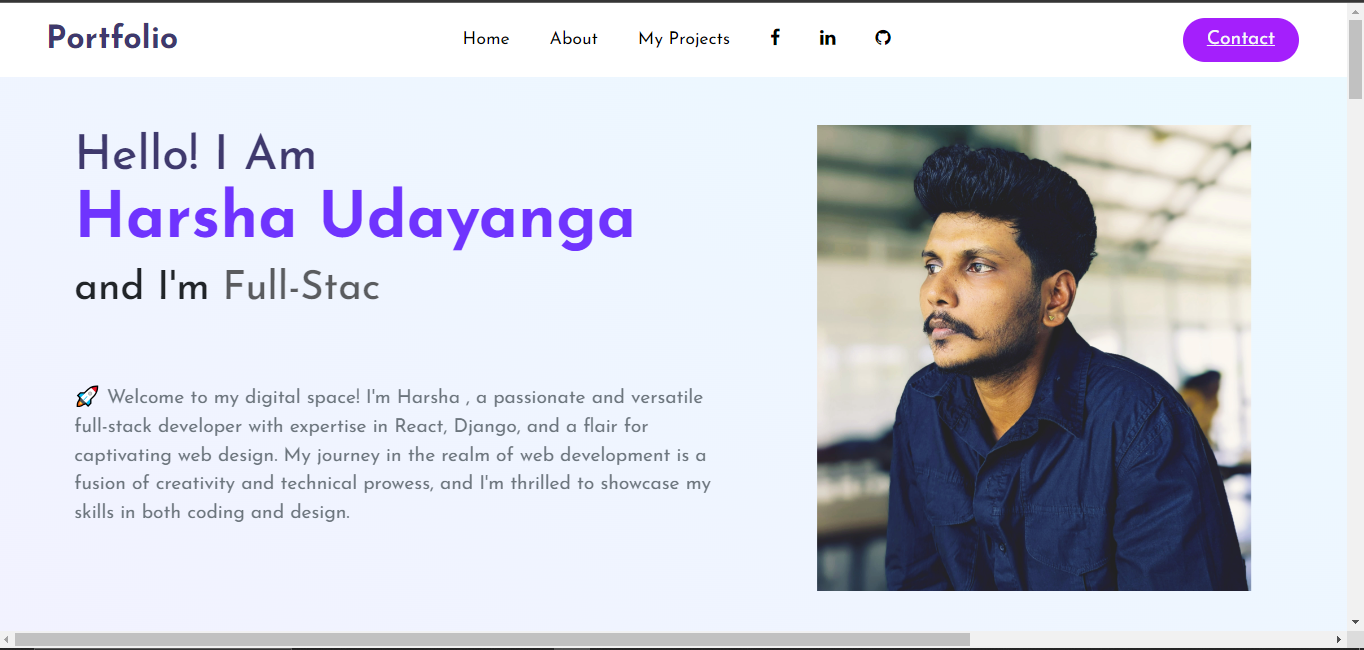 Portfolio
Home About My Projects Contact
Hello! I Am
Harsha Udayanga
and I'm Full-Stac
🚀 Welcome to my digital space! I'm Harsha , a passionate and versatile
full-stack developer with expertise in React, Django, and a flair for
captivating web design. My journey in the realm of web development is a
fusion of creativity and technical prowess, and I'm thrilled to showcase my
skills in both coding and design.